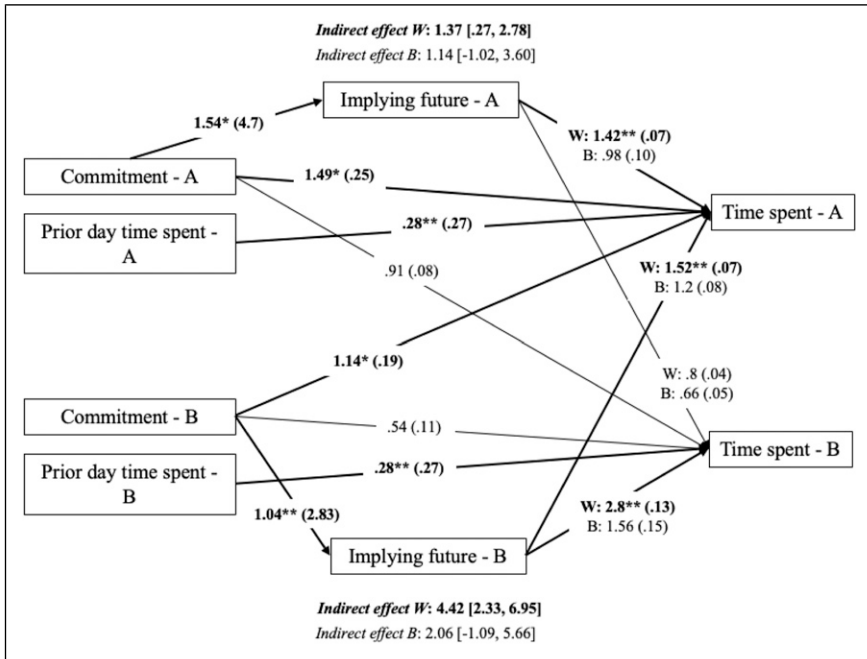 Indirect effect W: 1.37 [.27, 2.78]
Indirect effect B: 1.14 [-1.02, 3.60]
Implying future - A
1.54* (4.7)
W: 1.42** (.07)
B: .98 (.10)
Commitment - A
1.49* (.25)
Time spent - A
Prior day time spent -
A
.28** (.27)
.91 (.08)
W: 1.52** (.07)
B: 1.2 (.08)
1.14* (.19)
W: .8 (.04)
B: .66 (.05)
Commitment - B
.54 (.11)
Time spent - B
Prior day time spent -
B
.28** (.27)
1.04** (2.83)
W: 2.8** (.13)
B: 1.56 (.15)
Implying future - B
Indirect effect W: 4.42 [2.33, 6.95]
Indirect effect B: 2.06 [-1.09, 5.66]